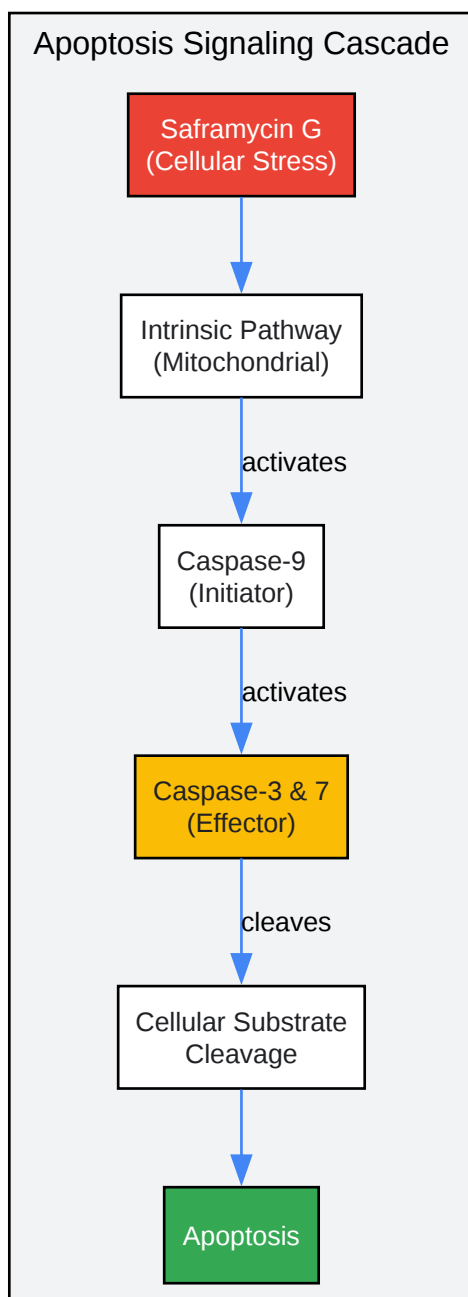 Apoptosis Signaling Cascade
Saframycin G
(Cellular Stress)
Intrinsic Pathway
(Mitochondrial)
activates
Caspase-9
(Initiator)
activates
Caspase-3 & 7
(Effector)
cleaves
Cellular Substrate
Cleavage
Apoptosis